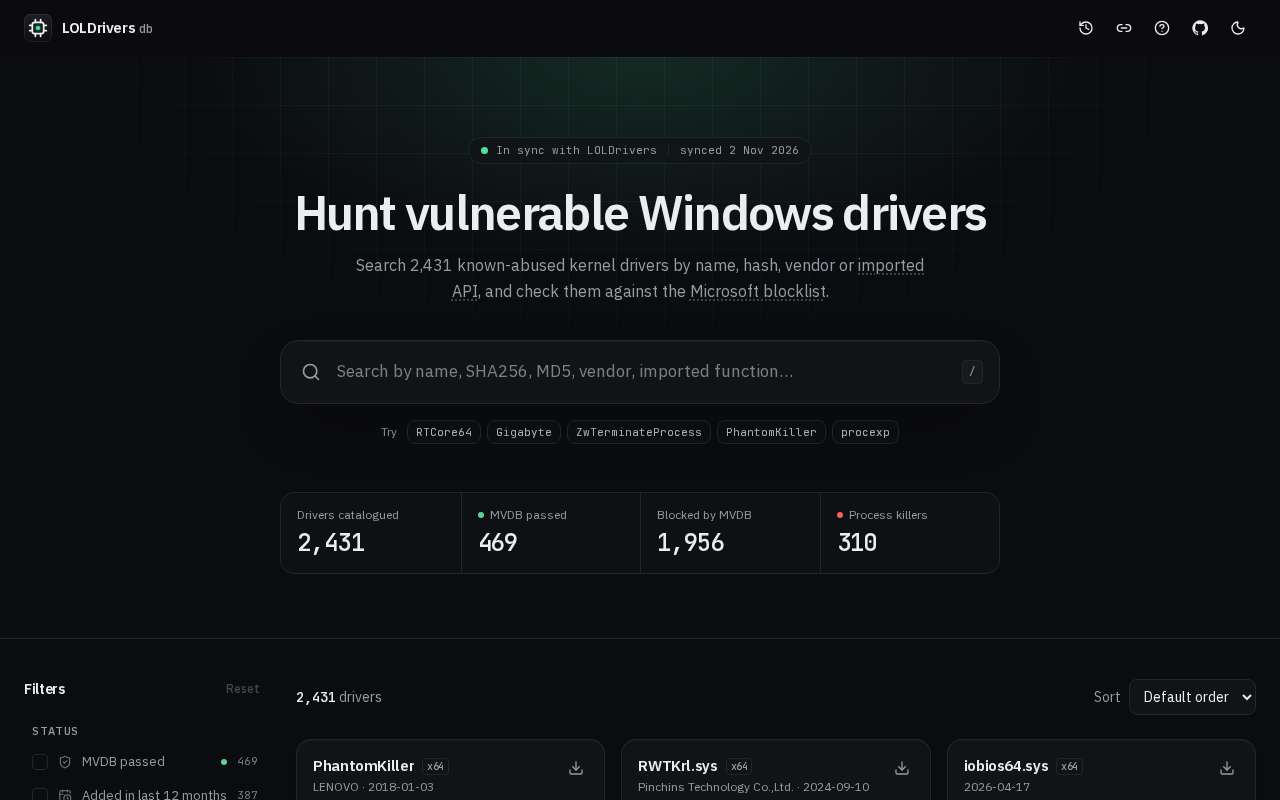 LOLDrivers db
In sync with LOLDrivers synced 2 Nov 2026
Hunt vulnerable Windows drivers
Search 2,431 known-abused kernel drivers by name, hash, vendor or imported
API, and check them against the Microsoft blocklist.
Search by name, SHA256, MD5, vendor, imported function...
/
Try RTCore64 Gigabyte ZwTerminateProcess PhantomKiller procexp
Drivers catalogued MVDB passed Blocked by MVDB Process killers
2,431 469 1,956 310
Filters Reset
2,431 drivers Sort Default order
STATUS
MVDB passed 469
Added in last 12 months 387
PhantomKiller x64
LENOVO · 2018-01-03
RWTKrl.sys x64
Pinchins Technology Co.,Ltd. · 2024-09-10
iobios64.sys x64
2026-04-17